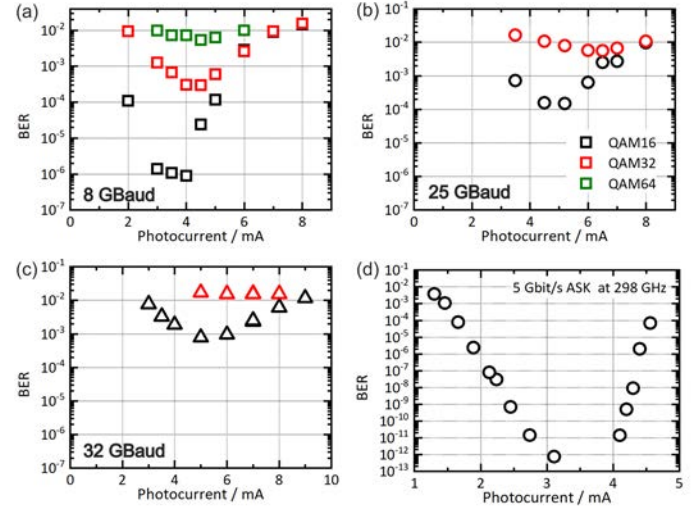 (a)
10-1
10-2
10-3
10-4
10-5
10-6
10-7
BER
8 GBaud
0 2 4 6 8
Photocurrent / mA
(b)
10-1
10-2
10-3
10-4
10-5
10-6
10-7
BER
QAM16
QAM32
QAM64
25 GBaud
0 2 4 6 8
Photocurrent / mA
(c)
10-1
10-2
10-3
10-4
10-5
10-6
10-7
BER
32 GBaud
0 2 4 6 8 10
Photocurrent / mA
(d)
10-1
10-2
10-3
10-4
10-5
10-6
10-7
10-8
10-9
10-10
10-11
10-12
10-13
BER
5 Gbit/s ASK at 298 GHz
1 2 3 4 5
Photocurrent / mA